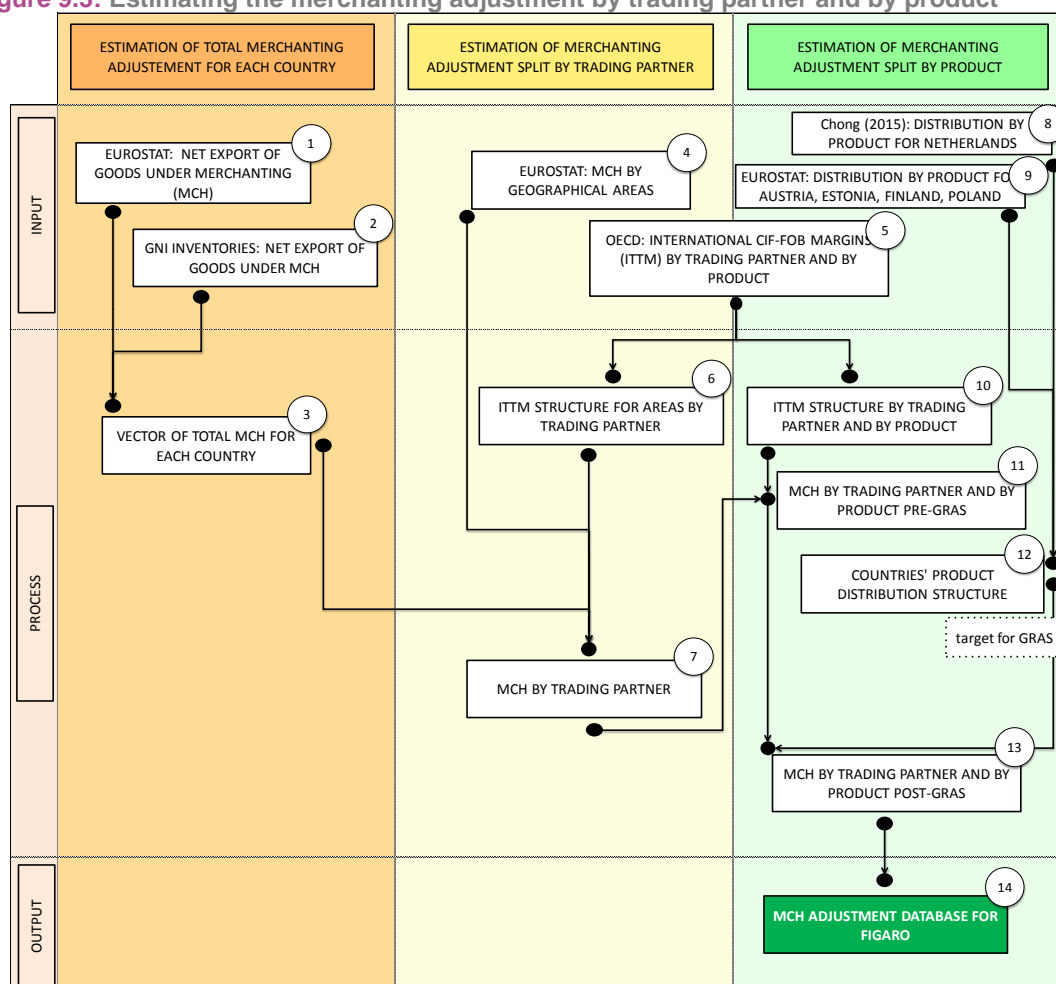 gure 9.5: Estimating the merchanting adjustment by trading partner and by product
ESTIMATION OF TOTAL MERCHANTING
ADJUSTEMENT FOR EACH COUNTRY
ESTIMATION OF MERCHANTING
ADJUSTMENT SPLIT BY TRADING PARTNER
ESTIMATION OF MERCHANTING
ADJUSTMENT SPLIT BY PRODUCT
INPUT
1
EUROSTAT: NET EXPORT OF
GOODS UNDER MERCHANTING
(MCH)
2
GNI INVENTORIES: NET EXPORT OF
GOODS UNDER MCH
4
EUROSTAT: MCH BY
GEOGRAPHICAL AREAS
5
OECD: INTERNATIONAL CIF-FOB MARGINS
(ITTM) BY TRADING PARTNER AND BY
PRODUCT
8
Chong (2015): DISTRIBUTION BY
PRODUCT FOR NETHERLANDS
9
EUROSTAT: DISTRIBUTION BY PRODUCT FO
AUSTRIA, ESTONIA, FINLAND, POLAND
PROCESS
3
VECTOR OF TOTAL MCH FOR
EACH COUNTRY
6
ITTM STRUCTURE FOR AREAS BY
TRADING PARTNER
7
MCH BY TRADING PARTNER
10
ITTM STRUCTURE BY TRADING
PARTNER AND BY PRODUCT
11
MCH BY TRADING PARTNER AND BY
PRODUCT PRE-GRAS
12
COUNTRIES' PRODUCT
DISTRIBUTION STRUCTURE
target for GRAS
13
MCH BY TRADING PARTNER AND BY
PRODUCT POST-GRAS
OUTPUT
14
MCH ADJUSTMENT DATABASE FOR
FIGARO